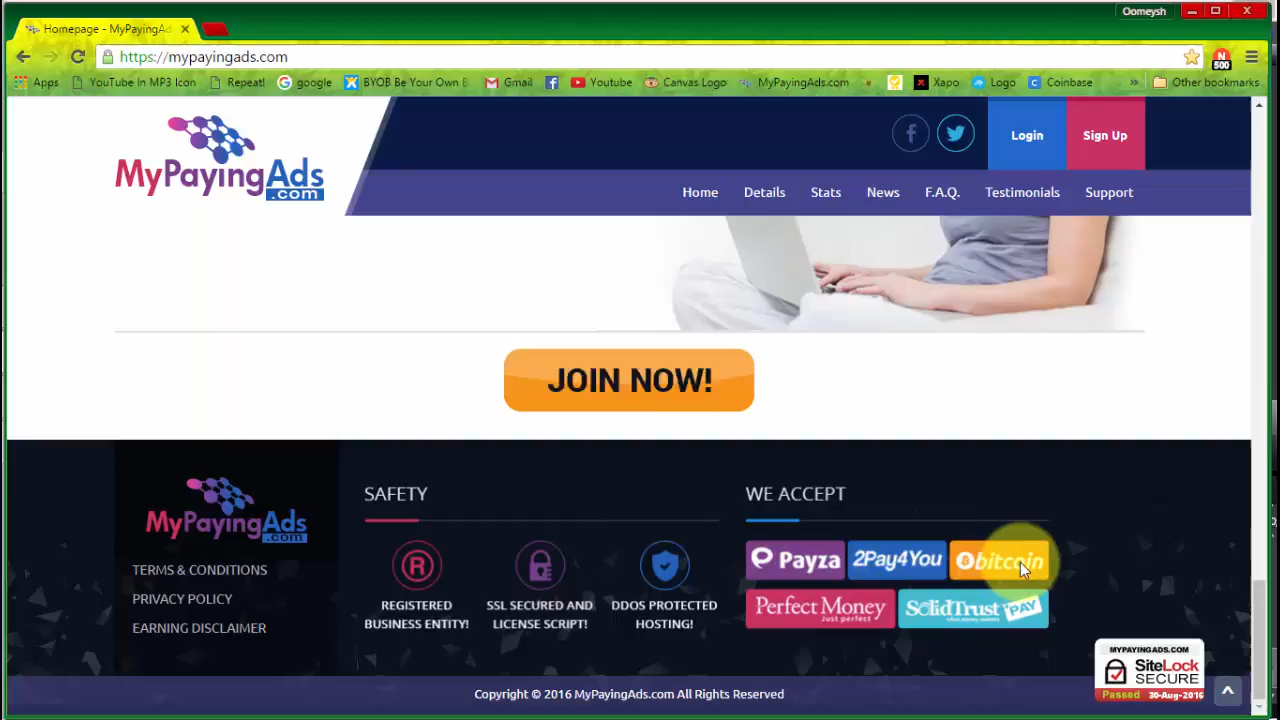 Oomeysh
Homepage - MyPayingAd
https://mypayingads.com
N
500
Apps YouTube In MP3 Icon Repeat! google BYOB Be Your Own B Gmail Youtube Canvas Logo MyPayingAds.com Xapo Logo Coinbase » Other bookmarks
MyPayingAds
.com
Login Sign Up
Home Details Stats News F.A.Q. Testimonials Support
JOIN NOW!
MyPayingAds
.com
TERMS & CONDITIONS
PRIVACY POLICY
EARNING DISCLAIMER
SAFETY
R
REGISTERED
BUSINESS ENTITY!
SSL SECURED AND
LICENSE SCRIPT!
DDOS PROTECTED
HOSTING!
WE ACCEPT
Payza 2Pay4You bitcoin
Perfect Money
Just perfect
SolidTrust PAY
MYPAYINGADS.COM
SiteLock
SECURE
Passed 30-Aug-2016
Copyright © 2016 MyPayingAds.com All Rights Reserved